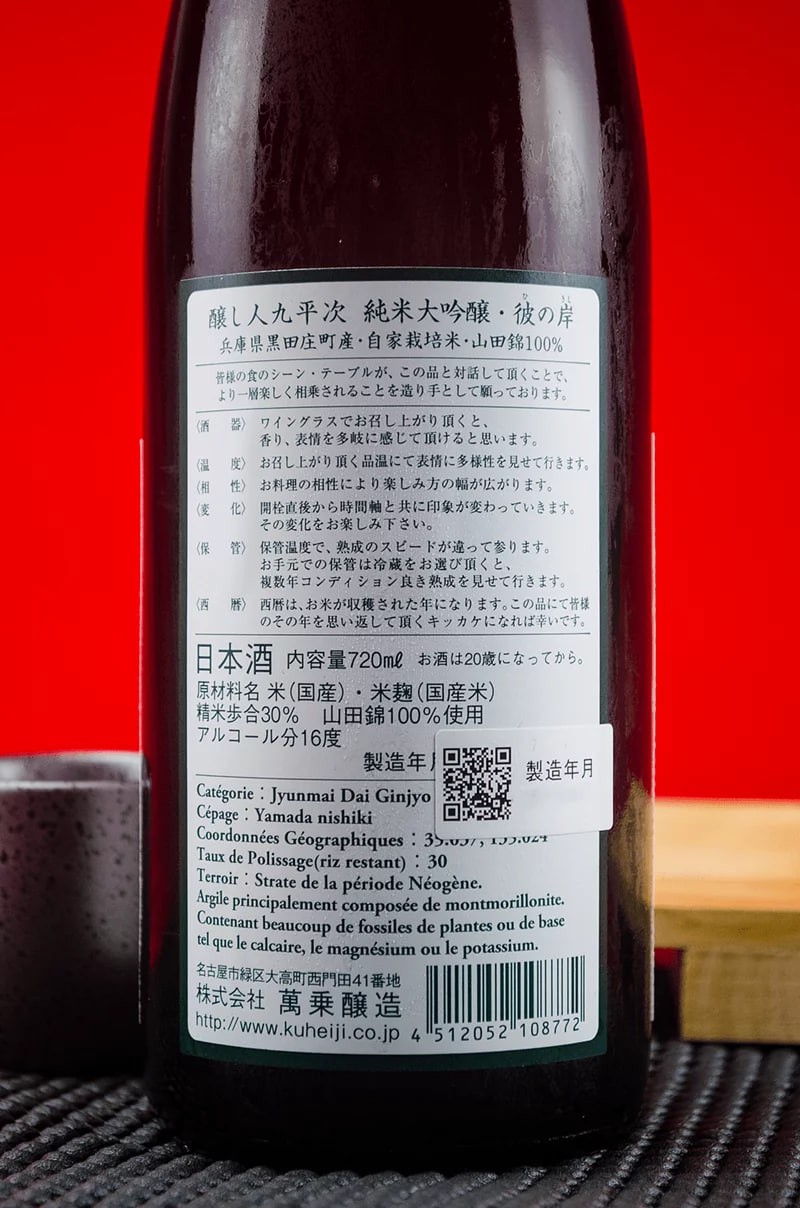 醸し人九平次 純米大吟醸・彼の岸
ひ きし
兵庫県黒田庄町産・自家栽培米・山田錦100%
皆様の食のシーン・テーブルが、この品と対話して頂くことで、
より一層楽しく相乗されることを造り手として願っております。
〈酒 器〉 ワイングラスでお召し上がり頂くと、
香り、表情を多岐に感じて頂けると思います。
〈温 度〉 お召し上がり頂く品温にて表情に多様性を見せて行きます。
〈相 性〉 お料理の相性により楽しみ方の幅が広がります。
〈変 化〉 開栓直後から時間軸と共に印象が変わっていきます。
その変化をお楽しみ下さい。
〈保 管〉 保管温度で、熟成のスピードが違って参ります。
お手元での保管は冷蔵をお選び頂くと、
複数年コンディション良き熟成を見せて行きます。
〈西 暦〉 西暦は、お米が収穫された年になります。この品にて皆様
のその年を思い返して頂くキッカケになれば幸いです。
日本酒 内容量720mℓ お酒は20歳になってから。
原材料名 米(国産)・米麹(国産米)
精米歩合30% 山田錦100%使用
アルコール分16度
製造年月
製造年月
Catégorie : Jyunmai Dai Ginjyo
Cépage : Yamada nishiki
Coordonnées Géographiques :
Taux de Polissage(riz restant) : 30
Terroir : Strate de la période Néogène.
Argile principalement composée de montmorillonite.
Contenant beaucoup de fossiles de plantes ou de base
tel que le calcaire, le magnésium ou le potassium.
名古屋市緑区大高町西門田41番地
株式会社 萬乗醸造
http://www.kuheiji.co.jp
4 512052 108772